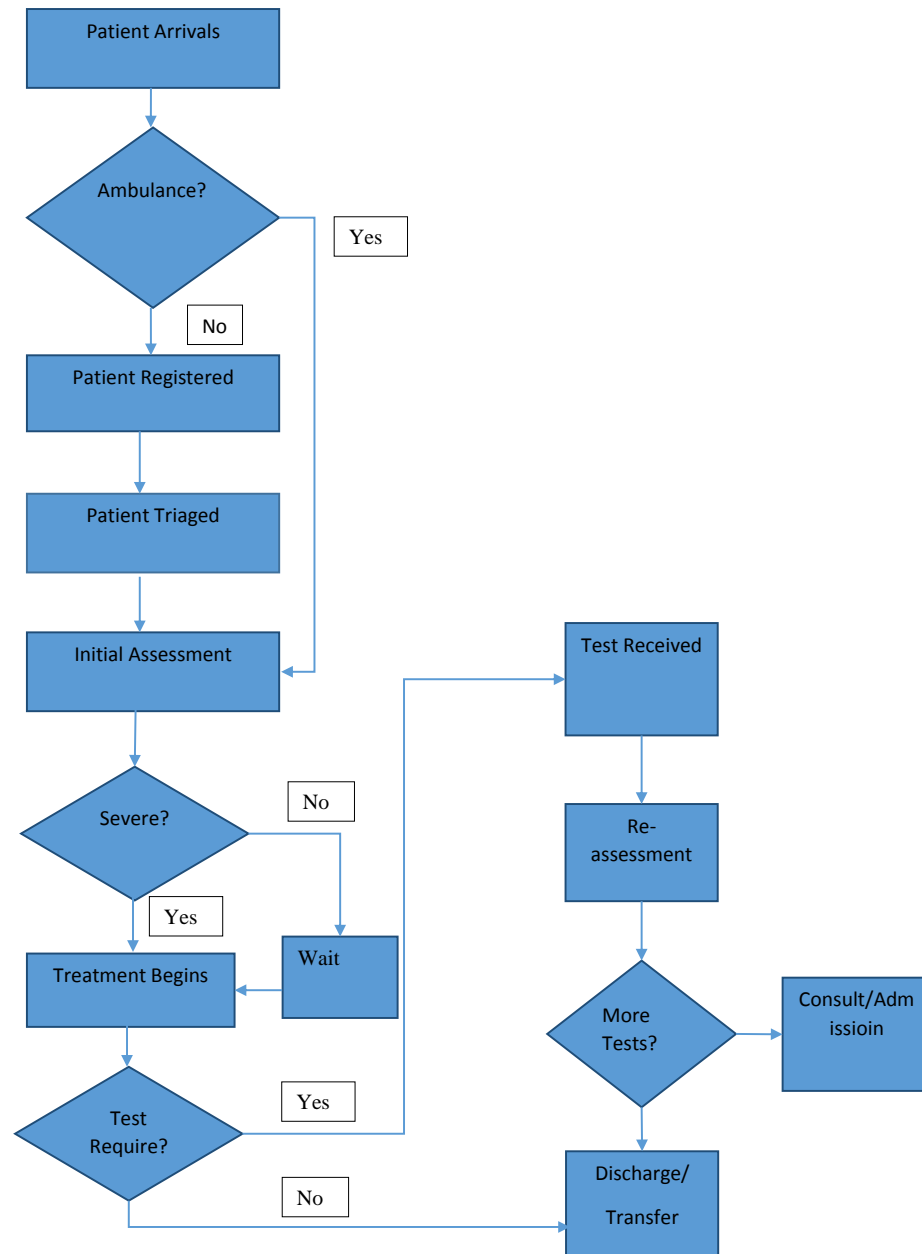 Patient Arrivals
Ambulance?
Yes
No
Patient Registered
Patient Triaged
Initial Assessment
Severe?
No
Yes
Wait
Treatment Begins
Test
Require?
Yes
No
Test Received
Re-
assessment
More
Tests?
Consult/Adm
issioin
Discharge/
Transfer